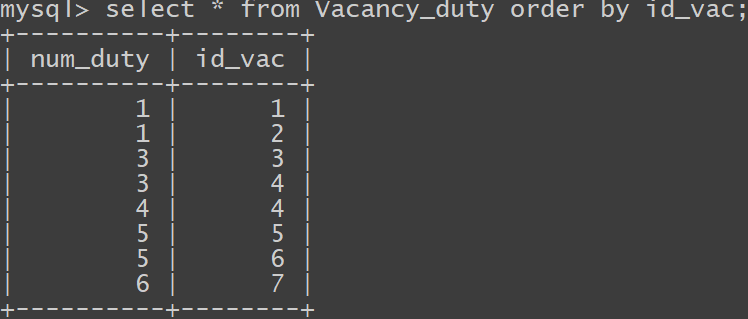 mysql> select * from Vacancy_duty order by id_vac;
+----------+--------+
| num_duty | id_vac |
+----------+--------+
|        1 |      1 |
|        1 |      2 |
|        3 |      3 |
|        3 |      4 |
|        4 |      4 |
|        5 |      5 |
|        5 |      6 |
|        6 |      7 |
+----------+--------+